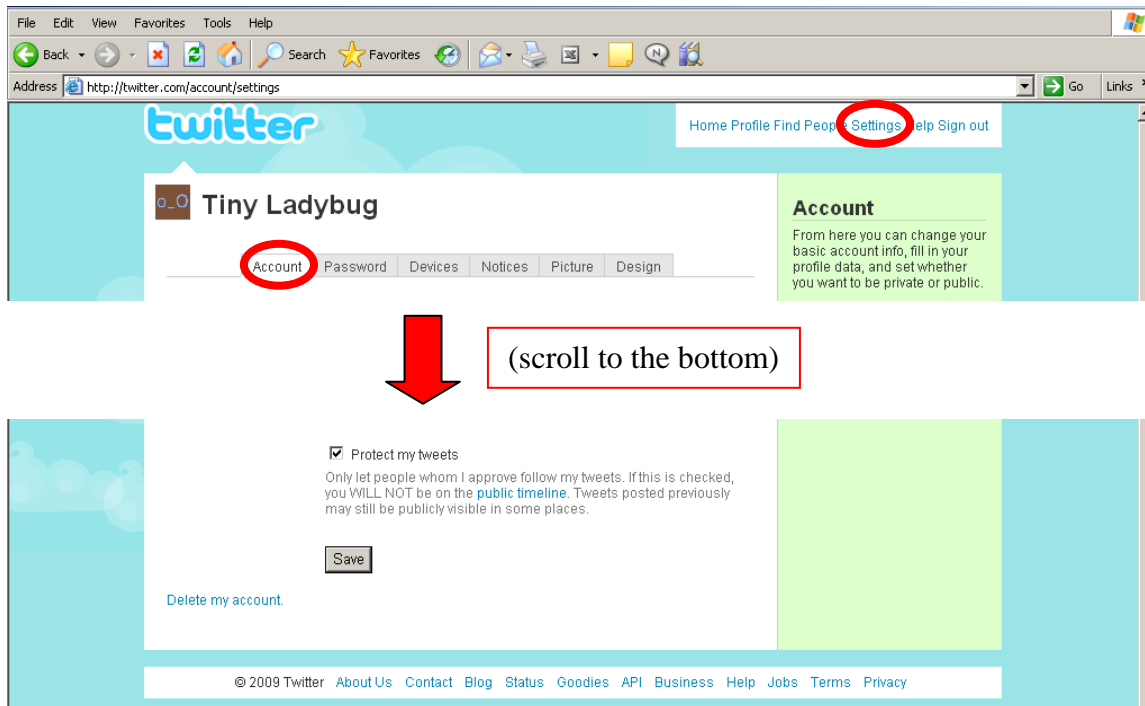 File Edit View Favorites Tools Help
Back Search Favorites
Address http://twitter.com/account/settings Go Links
twitter
Home Profile Find People Settings Help Sign out
o_O Tiny Ladybug
Account Password Devices Notices Picture Design
Account
From here you can change your
basic account info, fill in your
profile data, and set whether
you want to be private or public.
(scroll to the bottom)
Protect my tweets
Only let people whom I approve follow my tweets. If this is checked,
you WILL NOT be on the public timeline. Tweets posted previously
may still be publicly visible in some places.
Save
Delete my account.
© 2009 Twitter About Us Contact Blog Status Goodies API Business Help Jobs Terms Privacy